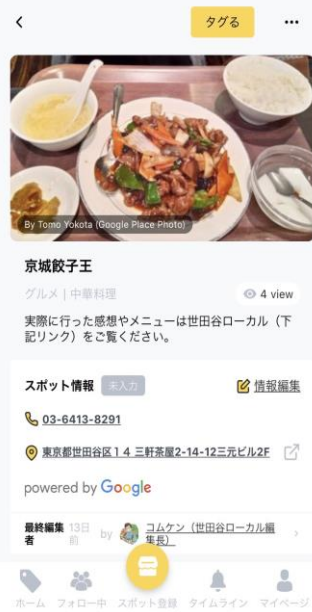 タグる
By Tomo Yokota (Google Place Photo)
京城餃子王
グルメ | 中華料理
4 view
実際に行った感想やメニューは世田谷ローカル（下
記リンク）をご覧ください。
スポット情報 未入力 情報編集
03-6413-8291
東京都世田谷区１４ 三軒茶屋2-14-12三元ビル2F
powered by Google
最終編集
者
13日
前
by
コムケン（世田谷ローカル編
集長）
ホーム フォロー中 スポット登録 タイムライン マイページ